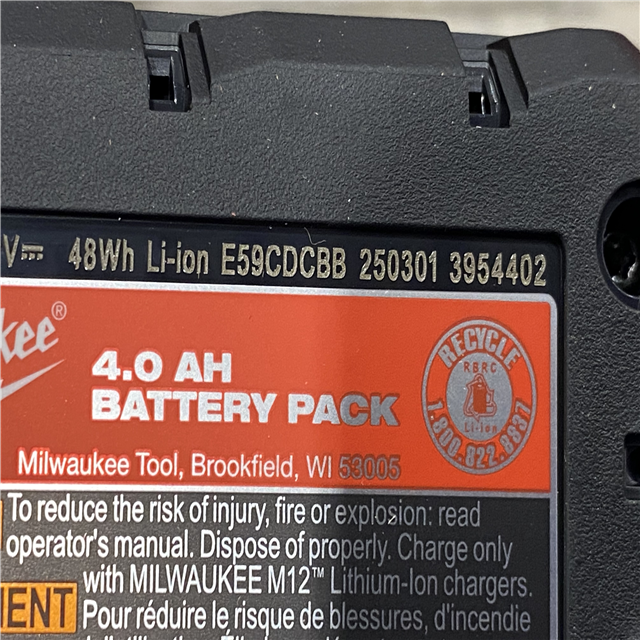 V⎓ 48Wh Li-ion E59CDCBB 250301 3954402
kee®
4.0 AH
BATTERY PACK
RECYCLE
RBRC
Li-ion
1.800.822.8837
Milwaukee Tool, Brookfield, WI 53005
To reduce the risk of injury, fire or explosion: read
operator's manual. Dispose of properly. Charge only
with MILWAUKEE M12™ Lithium-Ion chargers.
MENT Pour réduire le risque de blessures, d'incendie